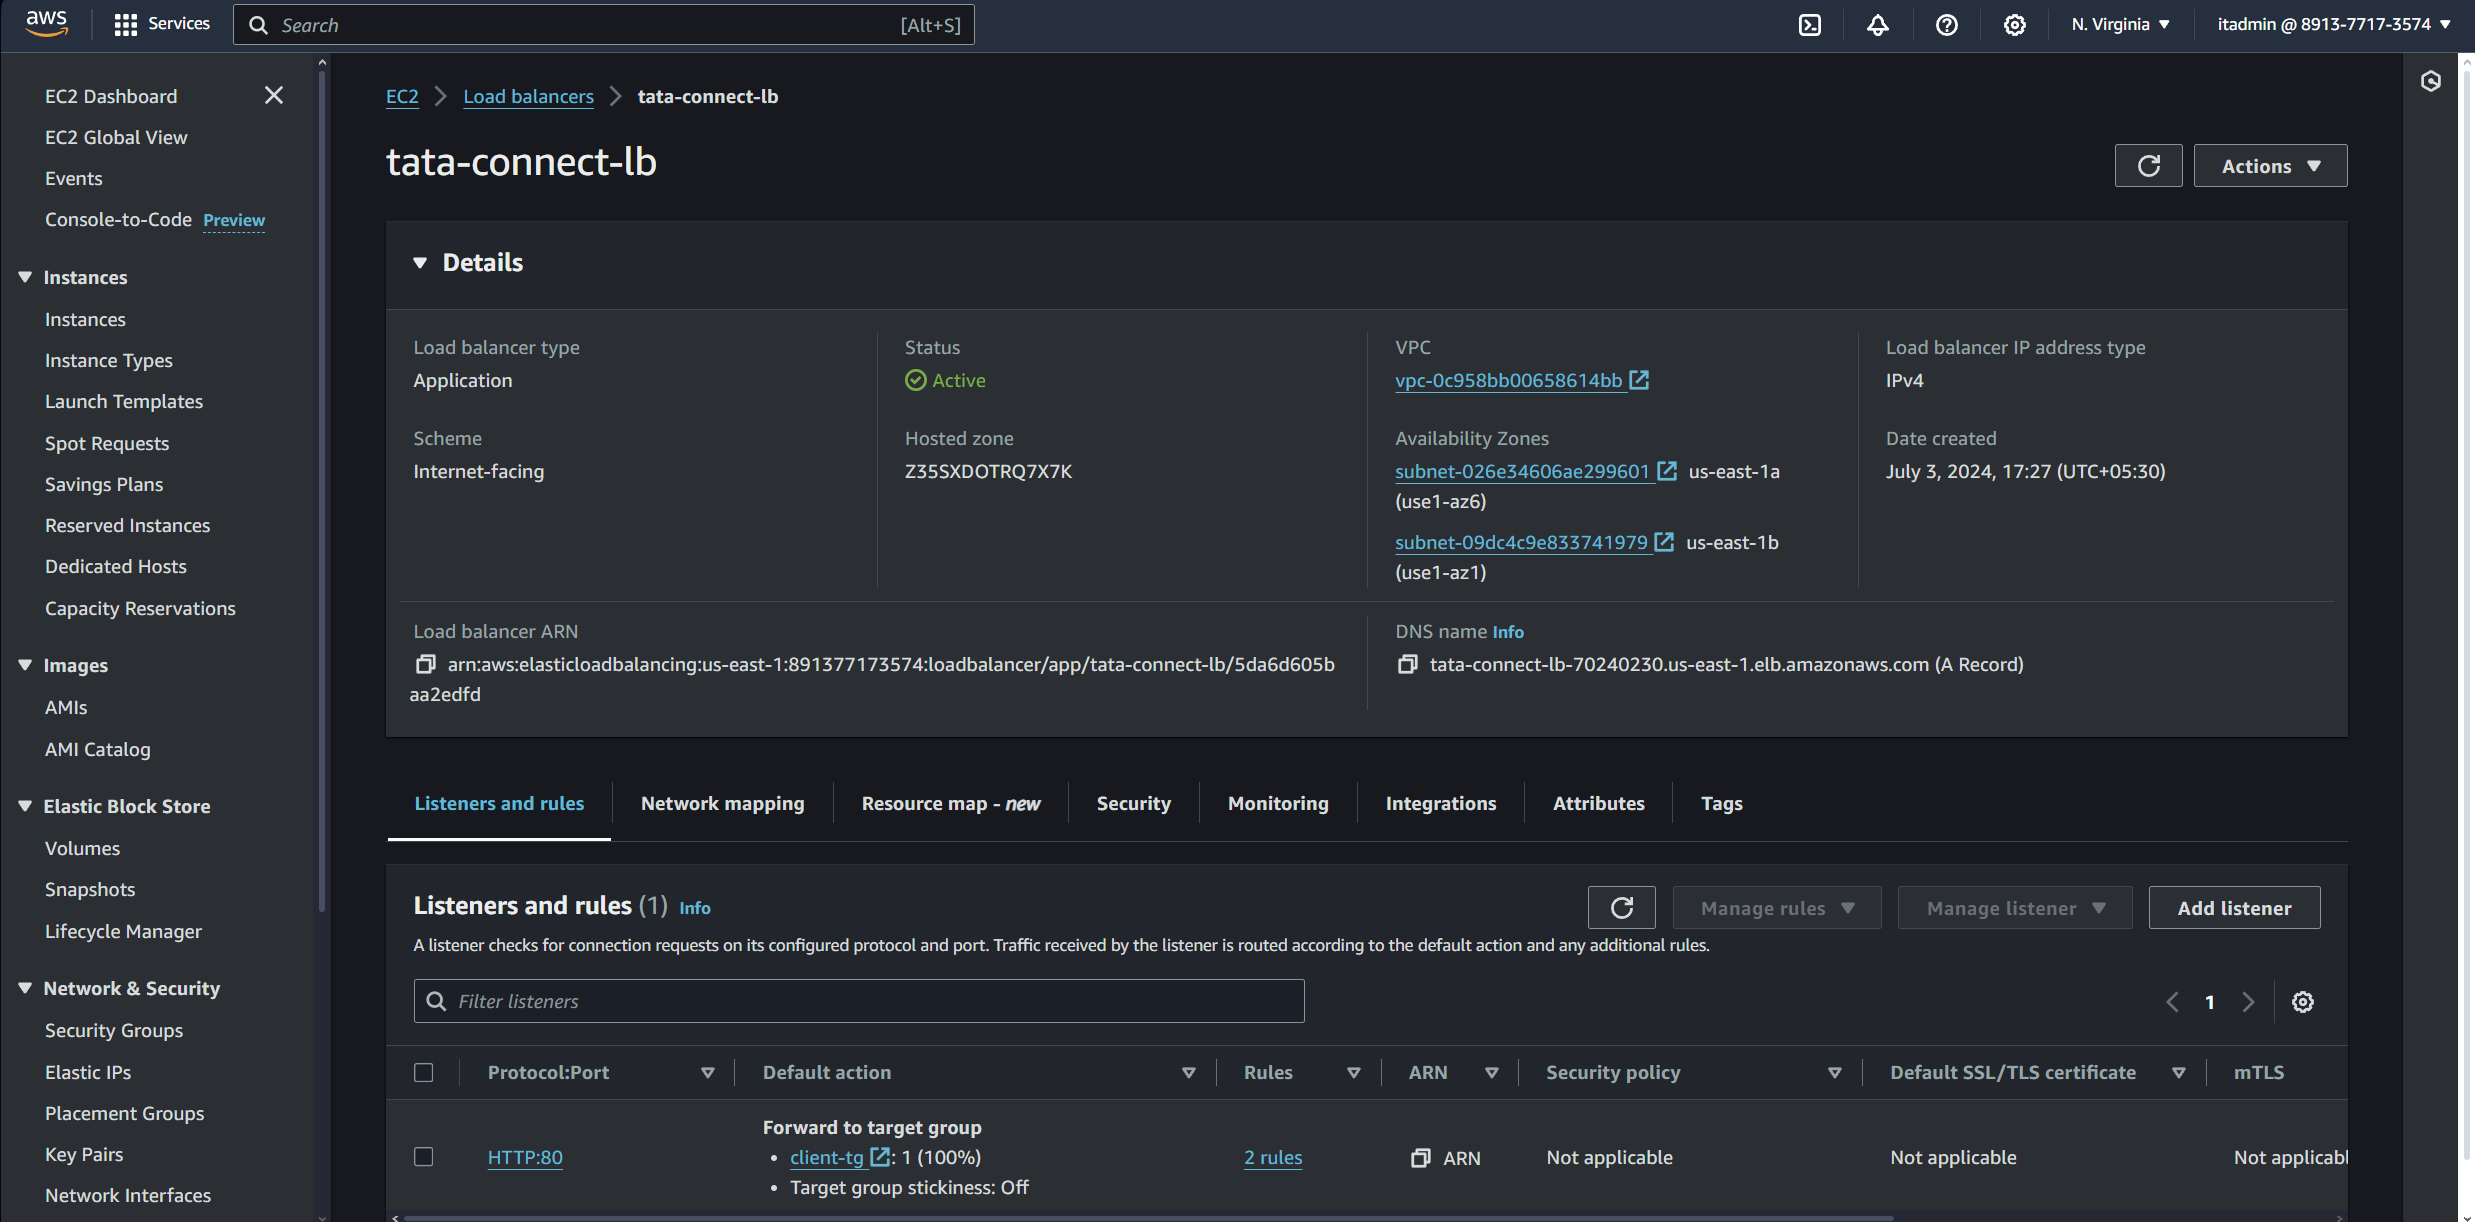 aws
Services
Search
[Alt+S]
N. Virginia
itadmin @ 8913-7717-3574
EC2 Dashboard
EC2 Global View
Events
Console-to-Code Preview
Instances
Instances
Instance Types
Launch Templates
Spot Requests
Savings Plans
Reserved Instances
Dedicated Hosts
Capacity Reservations
Images
AMIs
AMI Catalog
Elastic Block Store
Volumes
Snapshots
Lifecycle Manager
Network & Security
Security Groups
Elastic IPs
Placement Groups
Key Pairs
Network Interfaces
EC2 > Load balancers > tata-connect-lb
tata-connect-lb
Actions
Details
Load balancer type
Application
Status
Active
VPC
vpc-0c958bb00658614bb
Load balancer IP address type
IPv4
Scheme
Internet-facing
Hosted zone
Z35SXDOTRQ7X7K
Availability Zones
subnet-026e34606ae299601 us-east-1a
(use1-az6)
subnet-09dc4c9e833741979 us-east-1b
(use1-az1)
Date created
July 3, 2024, 17:27 (UTC+05:30)
Load balancer ARN
arn:aws:elasticloadbalancing:us-east-1:891377173574:loadbalancer/app/tata-connect-lb/5da6d605b
aa2edfd
DNS name Info
tata-connect-lb-70240230.us-east-1.elb.amazonaws.com (A Record)
Listeners and rules
Network mapping
Resource map - new
Security
Monitoring
Integrations
Attributes
Tags
Listeners and rules (1) Info
Manage rules
Manage listener
Add listener
A listener checks for connection requests on its configured protocol and port. Traffic received by the listener is routed according to the default action and any additional rules.
Filter listeners
1
Protocol:Port
Default action
Rules
ARN
Security policy
Default SSL/TLS certificate
mTLS
HTTP:80
Forward to target group
• client-tg : 1 (100%)
• Target group stickiness: Off
2 rules
ARN
Not applicable
Not applicable
Not applicabl